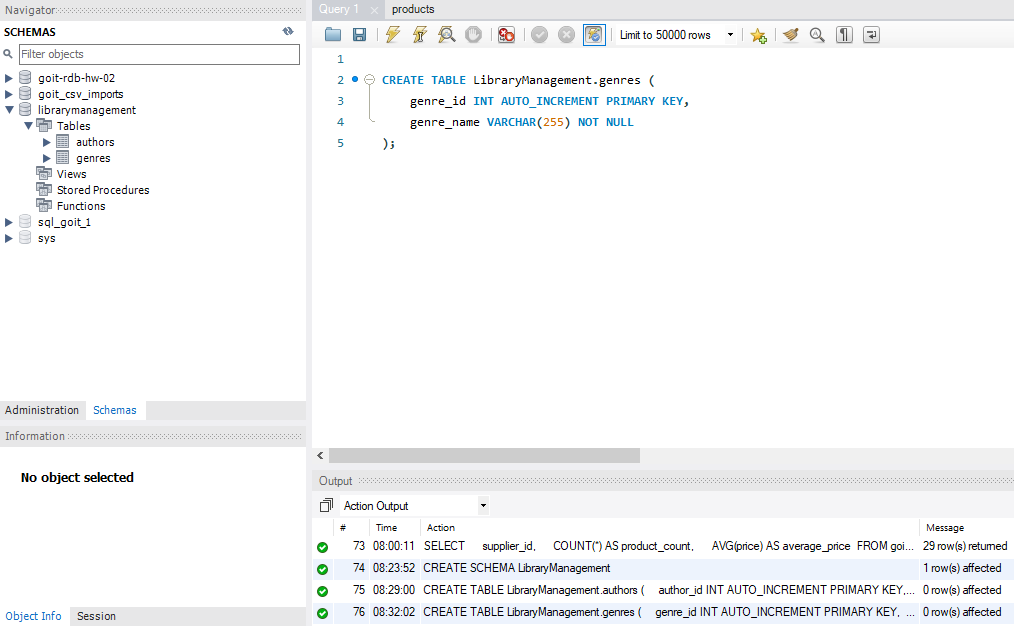 Navigator
SCHEMAS
Filter objects
goit-rdb-hw-02
goit_csv_imports
librarymanagement
Tables
authors
genres
Views
Stored Procedures
Functions
sql_goit_1
sys
Administration Schemas
Information
No object selected
Object Info Session
Query 1 products
Limit to 50000 rows
1
2 CREATE TABLE LibraryManagement.genres (
3 genre_id INT AUTO_INCREMENT PRIMARY KEY,
4 genre_name VARCHAR(255) NOT NULL
5 );
Output
Action Output
# Time Action Message
73 08:00:11 SELECT supplier_id, COUNT(*) AS product_count, AVG(price) AS average_price FROM goi... 29 row(s) returned
74 08:23:52 CREATE SCHEMA LibraryManagement 1 row(s) affected
75 08:29:00 CREATE TABLE LibraryManagement.authors ( author_id INT AUTO_INCREMENT PRIMARY KEY,... 0 row(s) affected
76 08:32:02 CREATE TABLE LibraryManagement.genres ( genre_id INT AUTO_INCREMENT PRIMARY KEY, ... 0 row(s) affected